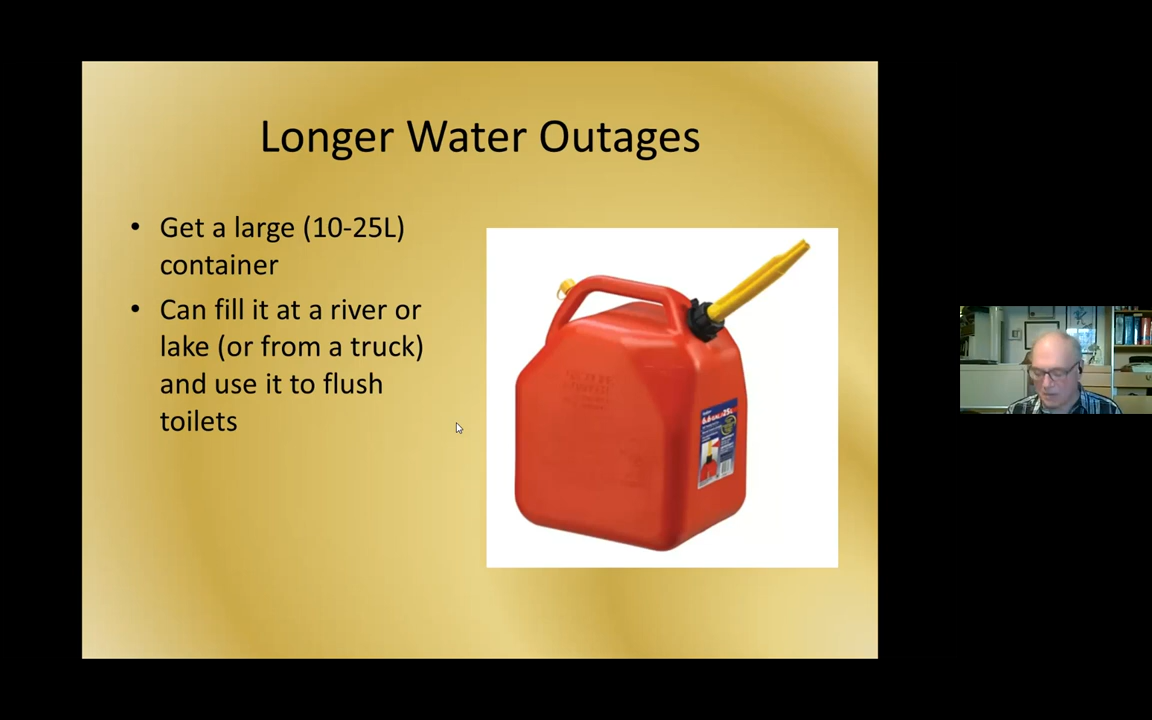 Longer Water Outages
• Get a large (10-25L)
container
• Can fill it at a river or
lake (or from a truck)
and use it to flush
toilets